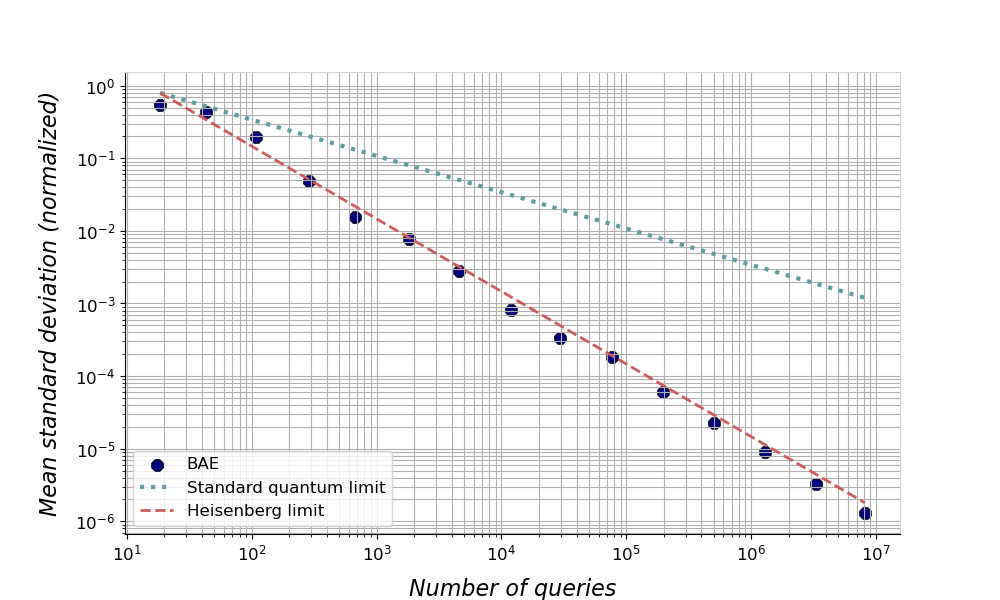 Mean standard deviation (normalized)
10⁰
10⁻¹
10⁻²
10⁻³
10⁻⁴
10⁻⁵
10⁻⁶
BAE
Standard quantum limit
Heisenberg limit
10¹ 10² 10³ 10⁴ 10⁵ 10⁶ 10⁷
Number of queries